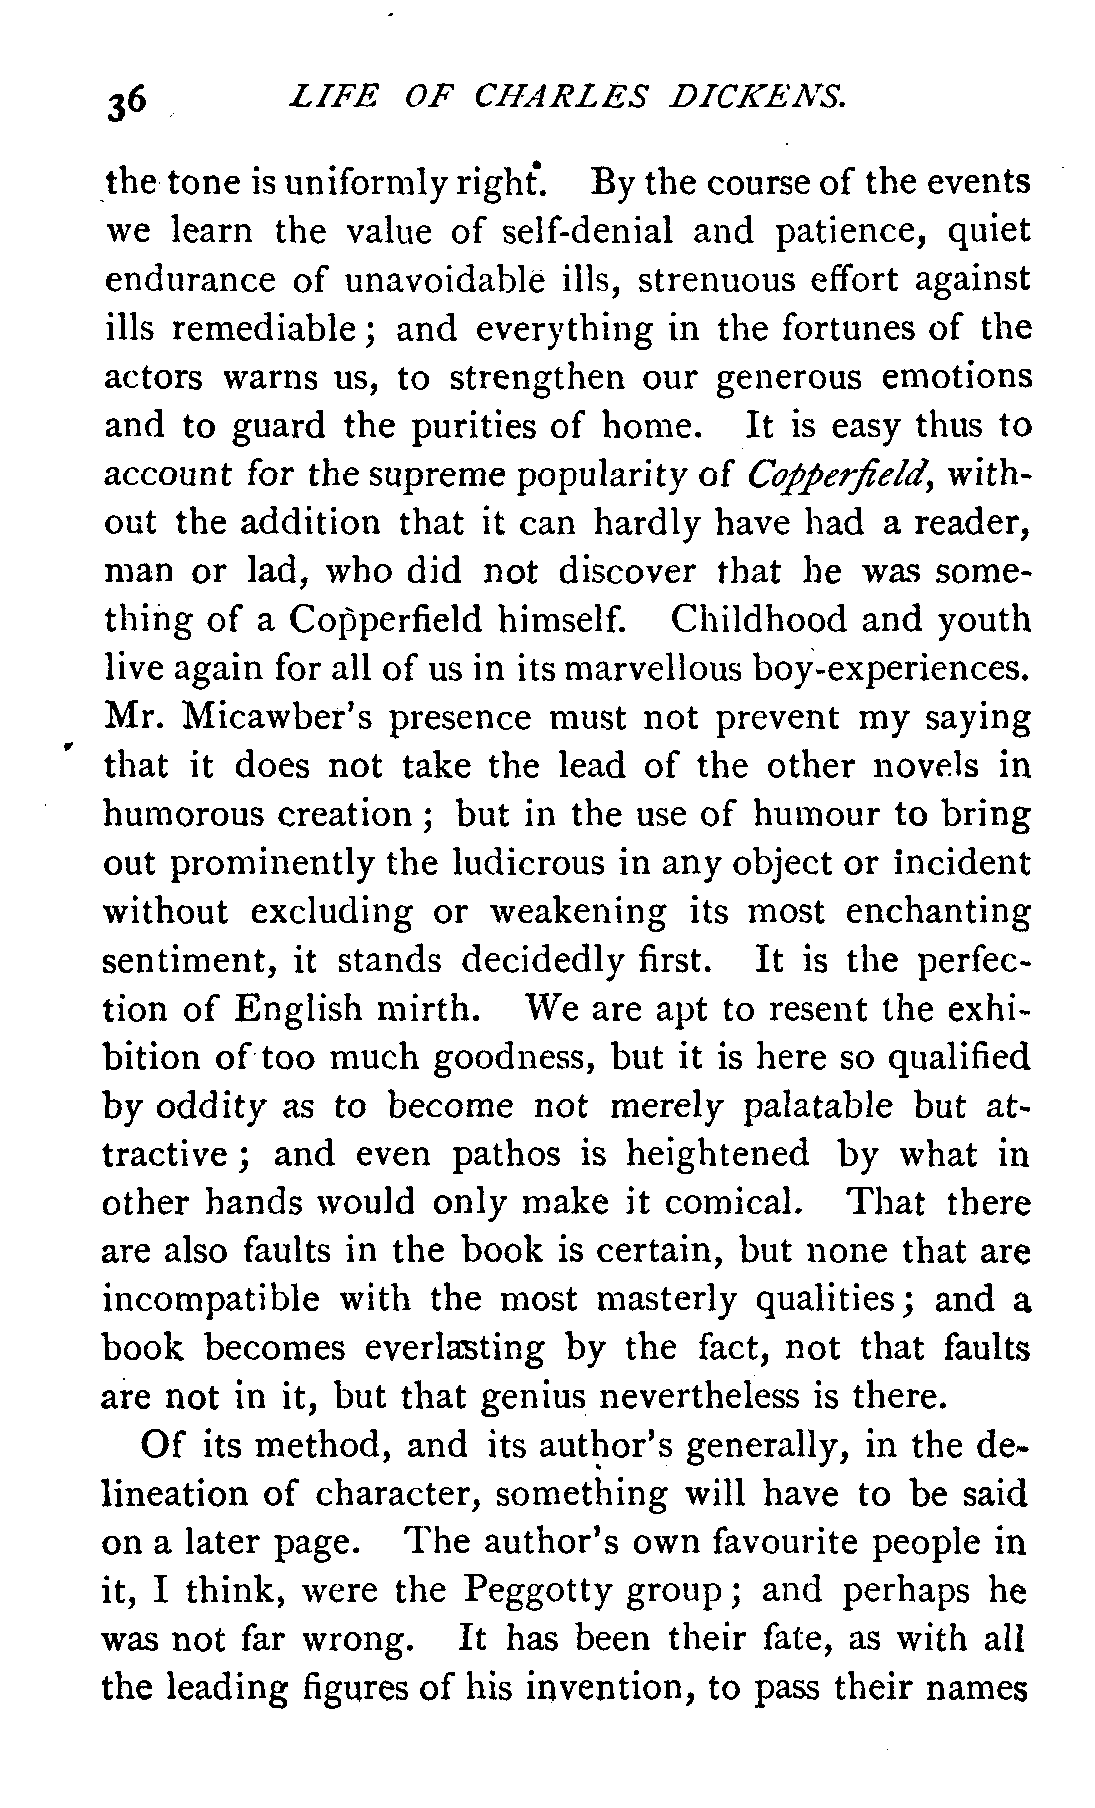 36 LIFE OF CHARLES DICKENS.
the tone is uniformly right. By the course of the events
we learn the value of self-denial and patience, quiet
endurance of unavoidable ills, strenuous effort against
ills remediable ; and everything in the fortunes of the
actors warns us, to strengthen our generous emotions
and to guard the purities of home. It is easy thus to
account for the supreme popularity of Copperfield, with-
out the addition that it can hardly have had a reader,
man or lad, who did not discover that he was some-
thing of a Copperfield himself. Childhood and youth
live again for all of us in its marvellous boy-experiences.
Mr. Micawber's presence must not prevent my saying
that it does not take the lead of the other novels in
humorous creation ; but in the use of humour to bring
out prominently the ludicrous in any object or incident
without excluding or weakening its most enchanting
sentiment, it stands decidedly first. It is the perfec-
tion of English mirth. We are apt to resent the exhi-
bition of too much goodness, but it is here so qualified
by oddity as to become not merely palatable but at-
tractive ; and even pathos is heightened by what in
other hands would only make it comical. That there
are also faults in the book is certain, but none that are
incompatible with the most masterly qualities ; and a
book becomes everlasting by the fact, not that faults
are not in it, but that genius nevertheless is there.
Of its method, and its author's generally, in the de-
lineation of character, something will have to be said
on a later page. The author's own favourite people in
it, I think, were the Peggotty group ; and perhaps he
was not far wrong. It has been their fate, as with all
the leading figures of his invention, to pass their names